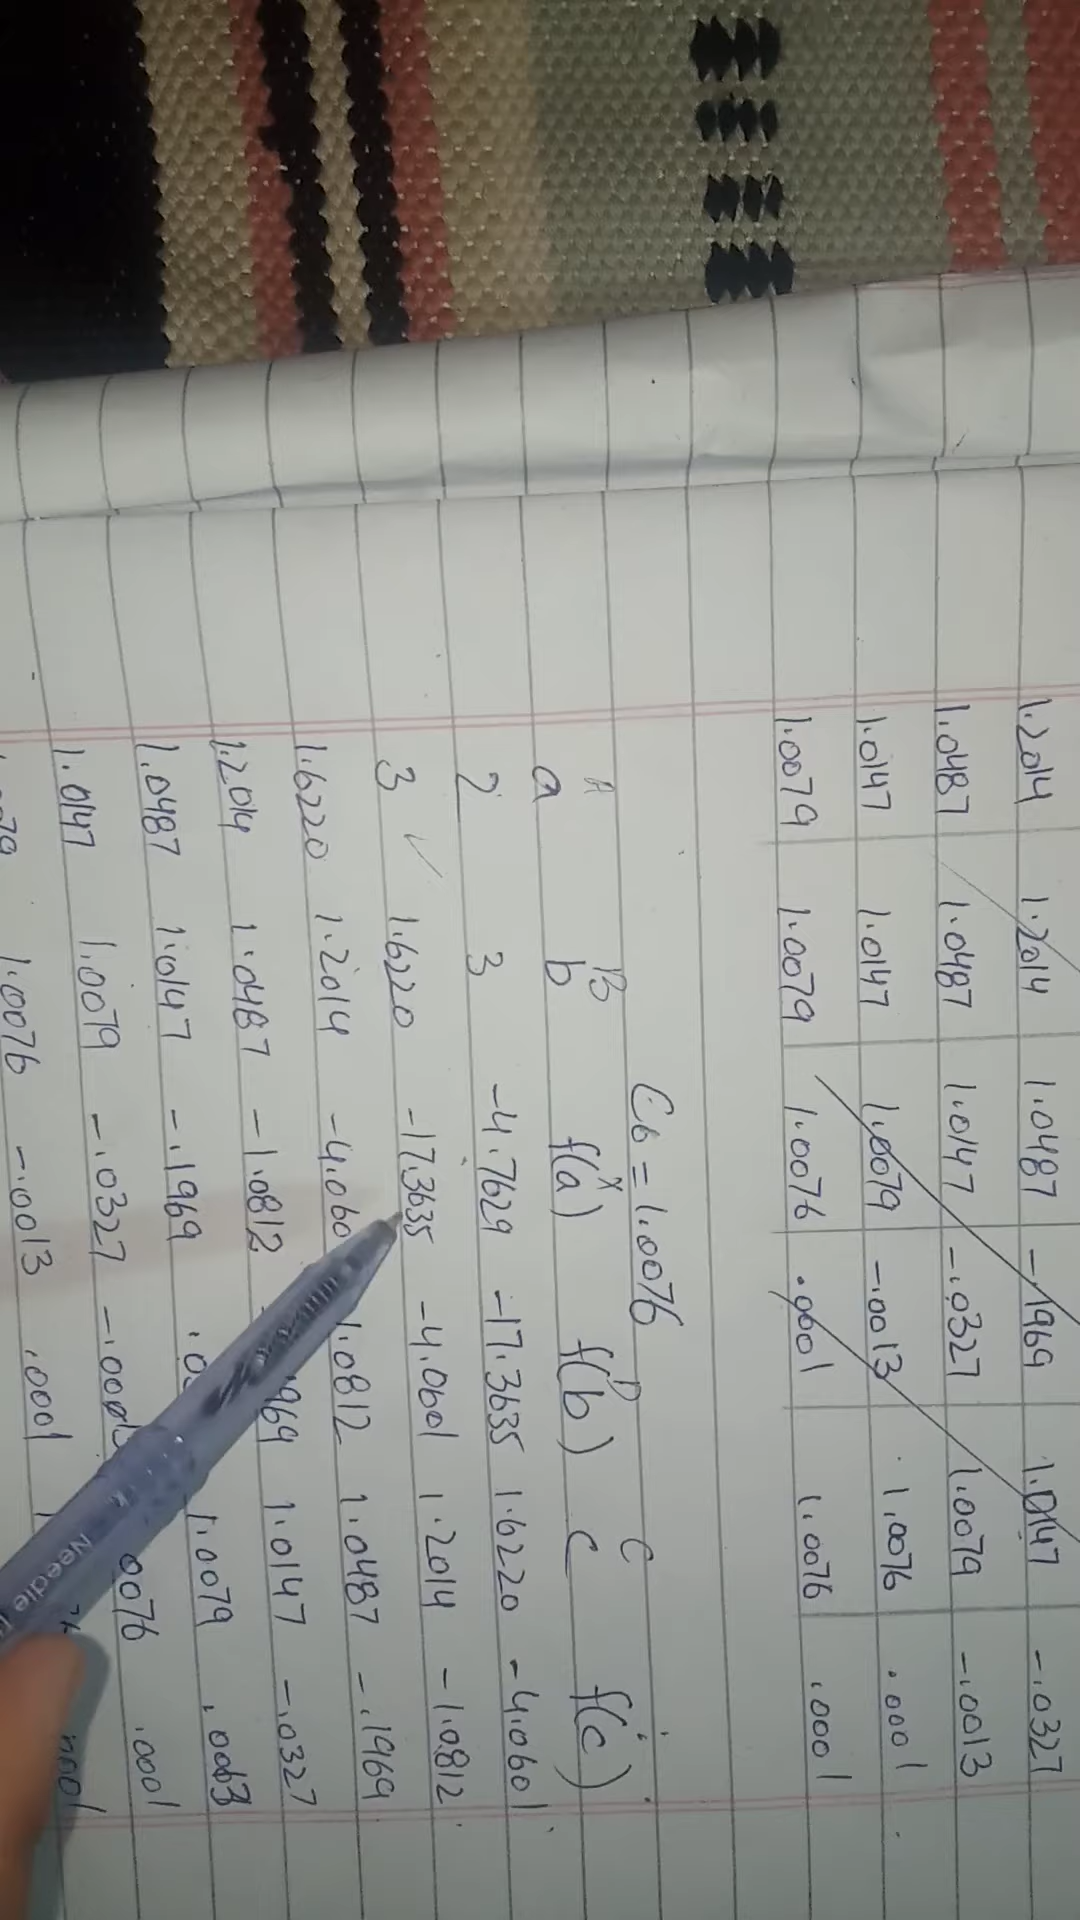 1.2014 1.2014 1.0487 -.1969 1.0147 -.0327
1.0487 1.0487 1.0147 -.0327 1.0079 -.0013
1.0147 1.0147 1.0079 -.0013 1.0076 .0001
1.0079 1.0079 1.0076 .0001 1.0076 .0001
C6 = 1.0076
A B X D C
a b f(a) f(b) c f(c)
2 3 -4.7629 -17.3635 1.6220 -4.0601
3 ✓ 1.6220 -17.3635 -4.0601 1.2014 -1.0812
1.6220 1.2014 -4.060 1.0812 1.0487 -.1969
1.2014 1.0487 -1.0812 969 1.0147 -.0327
1.0487 1.0147 -.1969 1.0079
1.0147 1.0079 -.0327 0076 .0001
1.0076 -.0013 .0001
Needle